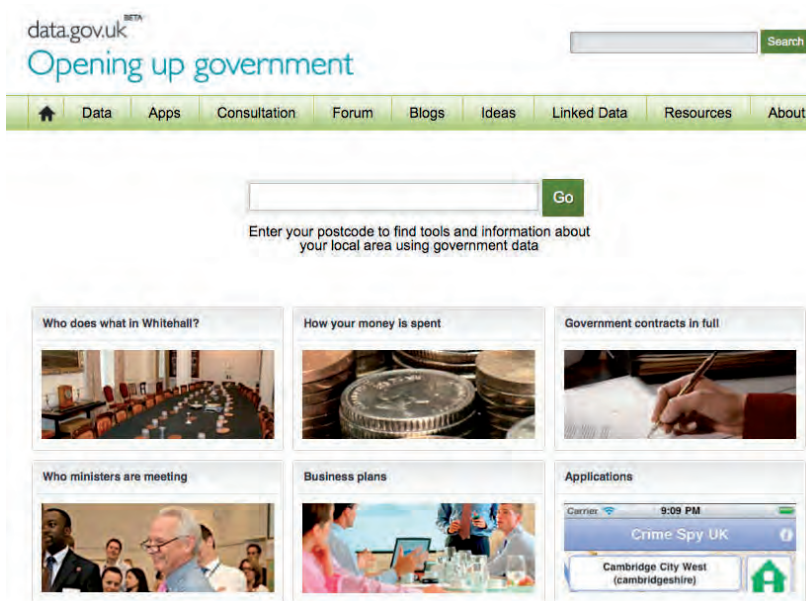 data.gov.uk BETA
Opening up government
Search
Data Apps Consultation Forum Blogs Ideas Linked Data Resources About
Go
Enter your postcode to find tools and information about
your local area using government data
Who does what in Whitehall? How your money is spent Government contracts in full
Who ministers are meeting Business plans Applications
Carrier 9:09 PM
Crime Spy UK
Cambridge City West
(cambridgeshire)